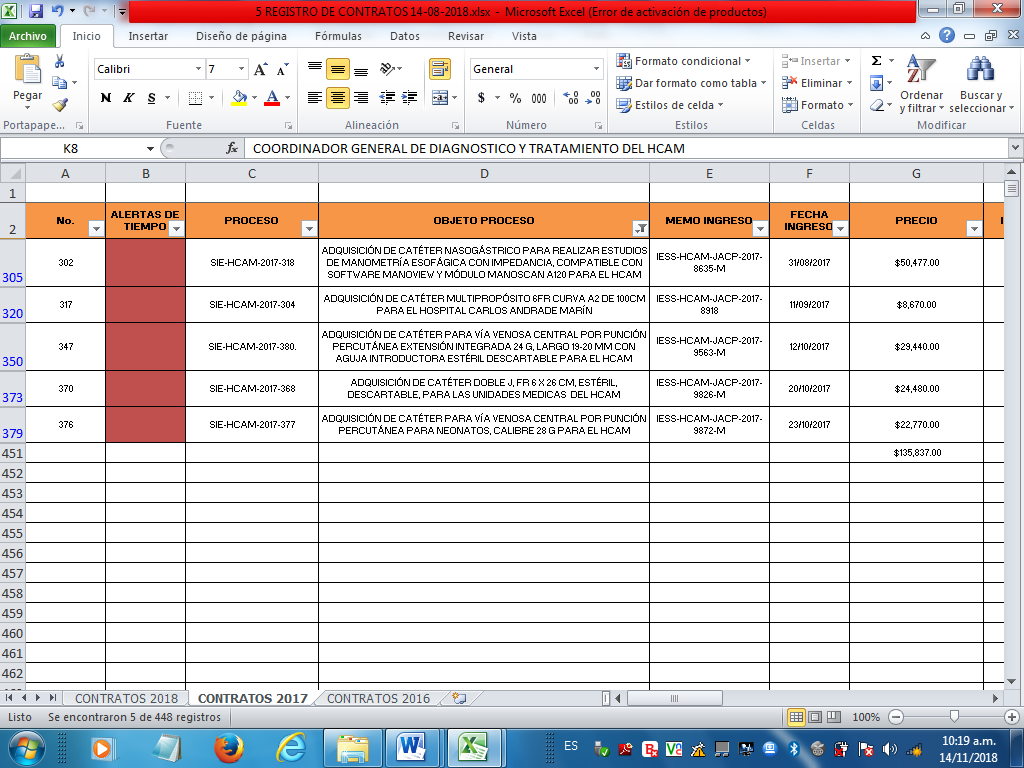 5 REGISTRO DE CONTRATOS 14-08-2018.xlsx - Microsoft Excel (Error de activación de productos)
Archivo Inicio Insertar Diseño de página Fórmulas Datos Revisar Vista
Calibri 7 General
Formato condicional Insertar
Dar formato como tabla Eliminar
Estilos de celda Formato
Pegar
N K S
$ % 000
Ordenar y filtrar
Buscar y seleccionar
Portapape... Fuente Alineación Número Estilos Celdas Modificar
K8 fx COORDINADOR GENERAL DE DIAGNOSTICO Y TRATAMIENTO DEL HCAM
A B C D E F G
1
2 No. ALERTAS DE TIEMPO PROCESO OBJETO PROCESO MEMO INGRESO FECHA INGRESO PRECIO
305 302 SIE-HCAM-2017-318 ADQUISICIÓN DE CATÉTER NASOGÁSTRICO PARA REALIZAR ESTUDIOS DE MANOMETRÍA ESOFÁGICA CON IMPEDANCIA, COMPATIBLE CON SOFTWARE MANOVIEW Y MÓDULO MANOSCAN A120 PARA EL HCAM IESS-HCAM-JACP-2017-8635-M 31/08/2017 $50,477.00
320 317 SIE-HCAM-2017-304 ADQUISICIÓN DE CATÉTER MULTIPROPÓSITO 6FR CURVA A2 DE 100CM PARA EL HOSPITAL CARLOS ANDRADE MARÍN IESS-HCAM-JACP-2017-8918 11/09/2017 $8,670.00
350 347 SIE-HCAM-2017-380. ADQUISICIÓN DE CATÉTER PARA VÍA VENOSA CENTRAL POR PUNCIÓN PERCUTÁNEA EXTENSIÓN INTEGRADA 24 G, LARGO 19-20 MM CON AGUJA INTRODUCTORA ESTÉRIL DESCARTABLE PARA EL HCAM IESS-HCAM-JACP-2017-9563-M 12/10/2017 $29,440.00
373 370 SIE-HCAM-2017-368 ADQUISICIÓN DE CATÉTER DOBLE J, FR 6 X 26 CM, ESTÉRIL, DESCARTABLE, PARA LAS UNIDADES MEDICAS DEL HCAM IESS-HCAM-JACP-2017-9826-M 20/10/2017 $24,480.00
379 376 SIE-HCAM-2017-377 ADQUISICIÓN DE CATÉTER PARA VÍA VENOSA CENTRAL POR PUNCIÓN PERCUTÁNEA PARA NEONATOS, CALIBRE 28 G PARA EL HCAM IESS-HCAM-JACP-2017-9872-M 23/10/2017 $22,770.00
451 $135,837.00
452
453
454
455
456
457
458
459
460
461
462
CONTRATOS 2018 CONTRATOS 2017 CONTRATOS 2016
Listo Se encontraron 5 de 448 registros 100%
ES 10:19 a.m.
14/11/2018